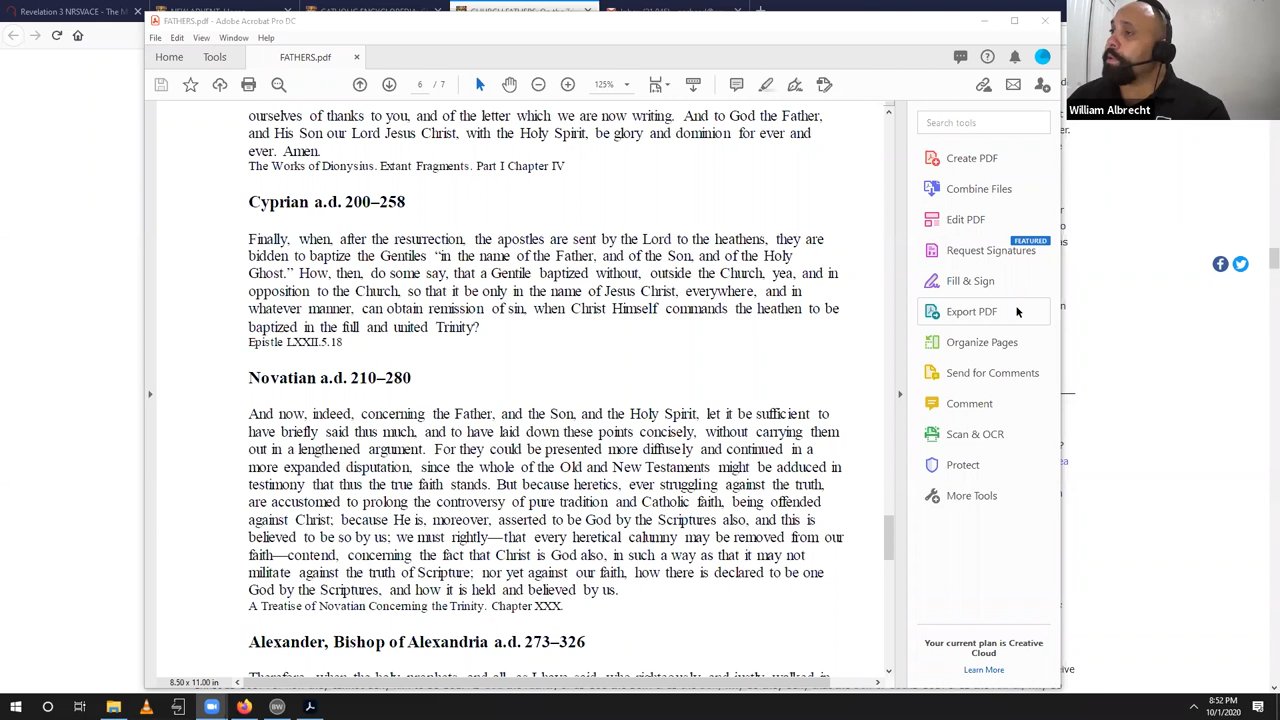 Revelation 3 NRSVACE - The M
NEW ADVENT: Home
CATHOLIC ENCYCLOPEDIA:
CHURCH FATHERS: On the Tri
FATHERS.pdf - Adobe Acrobat Pro DC
File Edit View Window Help
Home Tools FATHERS.pdf ×
6 / 7 125%
William Albrecht
ourselves of thanks to you, and of the letter which we are now writing. And to God the Father,
and His Son our Lord Jesus Christ, with the Holy Spirit, be glory and dominion for ever and
ever. Amen.
The Works of Dionysius. Extant Fragments. Part I Chapter IV
Cyprian a.d. 200–258
Finally, when, after the resurrection, the apostles are sent by the Lord to the heathens, they are
bidden to baptize the Gentiles “in the name of the Father, and of the Son, and of the Holy
Ghost.” How, then, do some say, that a Gentile baptized without, outside the Church, yea, and in
opposition to the Church, so that it be only in the name of Jesus Christ, everywhere, and in
whatever manner, can obtain remission of sin, when Christ Himself commands the heathen to be
baptized in the full and united Trinity?
Epistle LXXII.5.18
Novatian a.d. 210–280
And now, indeed, concerning the Father, and the Son, and the Holy Spirit, let it be sufficient to
have briefly said thus much, and to have laid down these points concisely, without carrying them
out in a lengthened argument. For they could be presented more diffusely and continued in a
more expanded disputation, since the whole of the Old and New Testaments might be adduced in
testimony that thus the true faith stands. But because heretics, ever struggling against the truth,
are accustomed to prolong the controversy of pure tradition and Catholic faith, being offended
against Christ; because He is, moreover, asserted to be God by the Scriptures also, and this is
believed to be so by us; we must rightly—that every heretical calumny may be removed from our
faith—contend, concerning the fact that Christ is God also, in such a way as that it may not
militate against the truth of Scripture; nor yet against our faith, how there is declared to be one
God by the Scriptures, and how it is held and believed by us.
A Treatise of Novatian Concerning the Trinity. Chapter XXX.
Alexander, Bishop of Alexandria a.d. 273–326
8.50 x 11.00 in
Search tools
Create PDF
Combine Files
Edit PDF
FEATURED
Request Signatures
Fill & Sign
Export PDF
Organize Pages
Send for Comments
Comment
Scan & OCR
Protect
More Tools
Your current plan is Creative
Cloud
Learn More
8:52 PM
10/1/2020